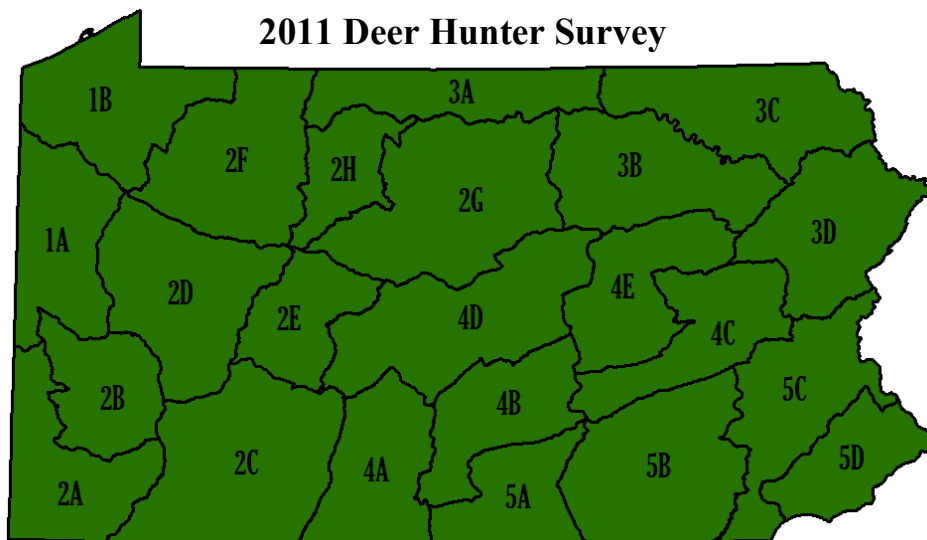 2011 Deer Hunter Survey
1B
3A
3C
2F
2H
3B
2G
1A
3D
2D
2E
4E
4D
4C
2B
4B
5C
2C
4A
5B
5D
2A
5A